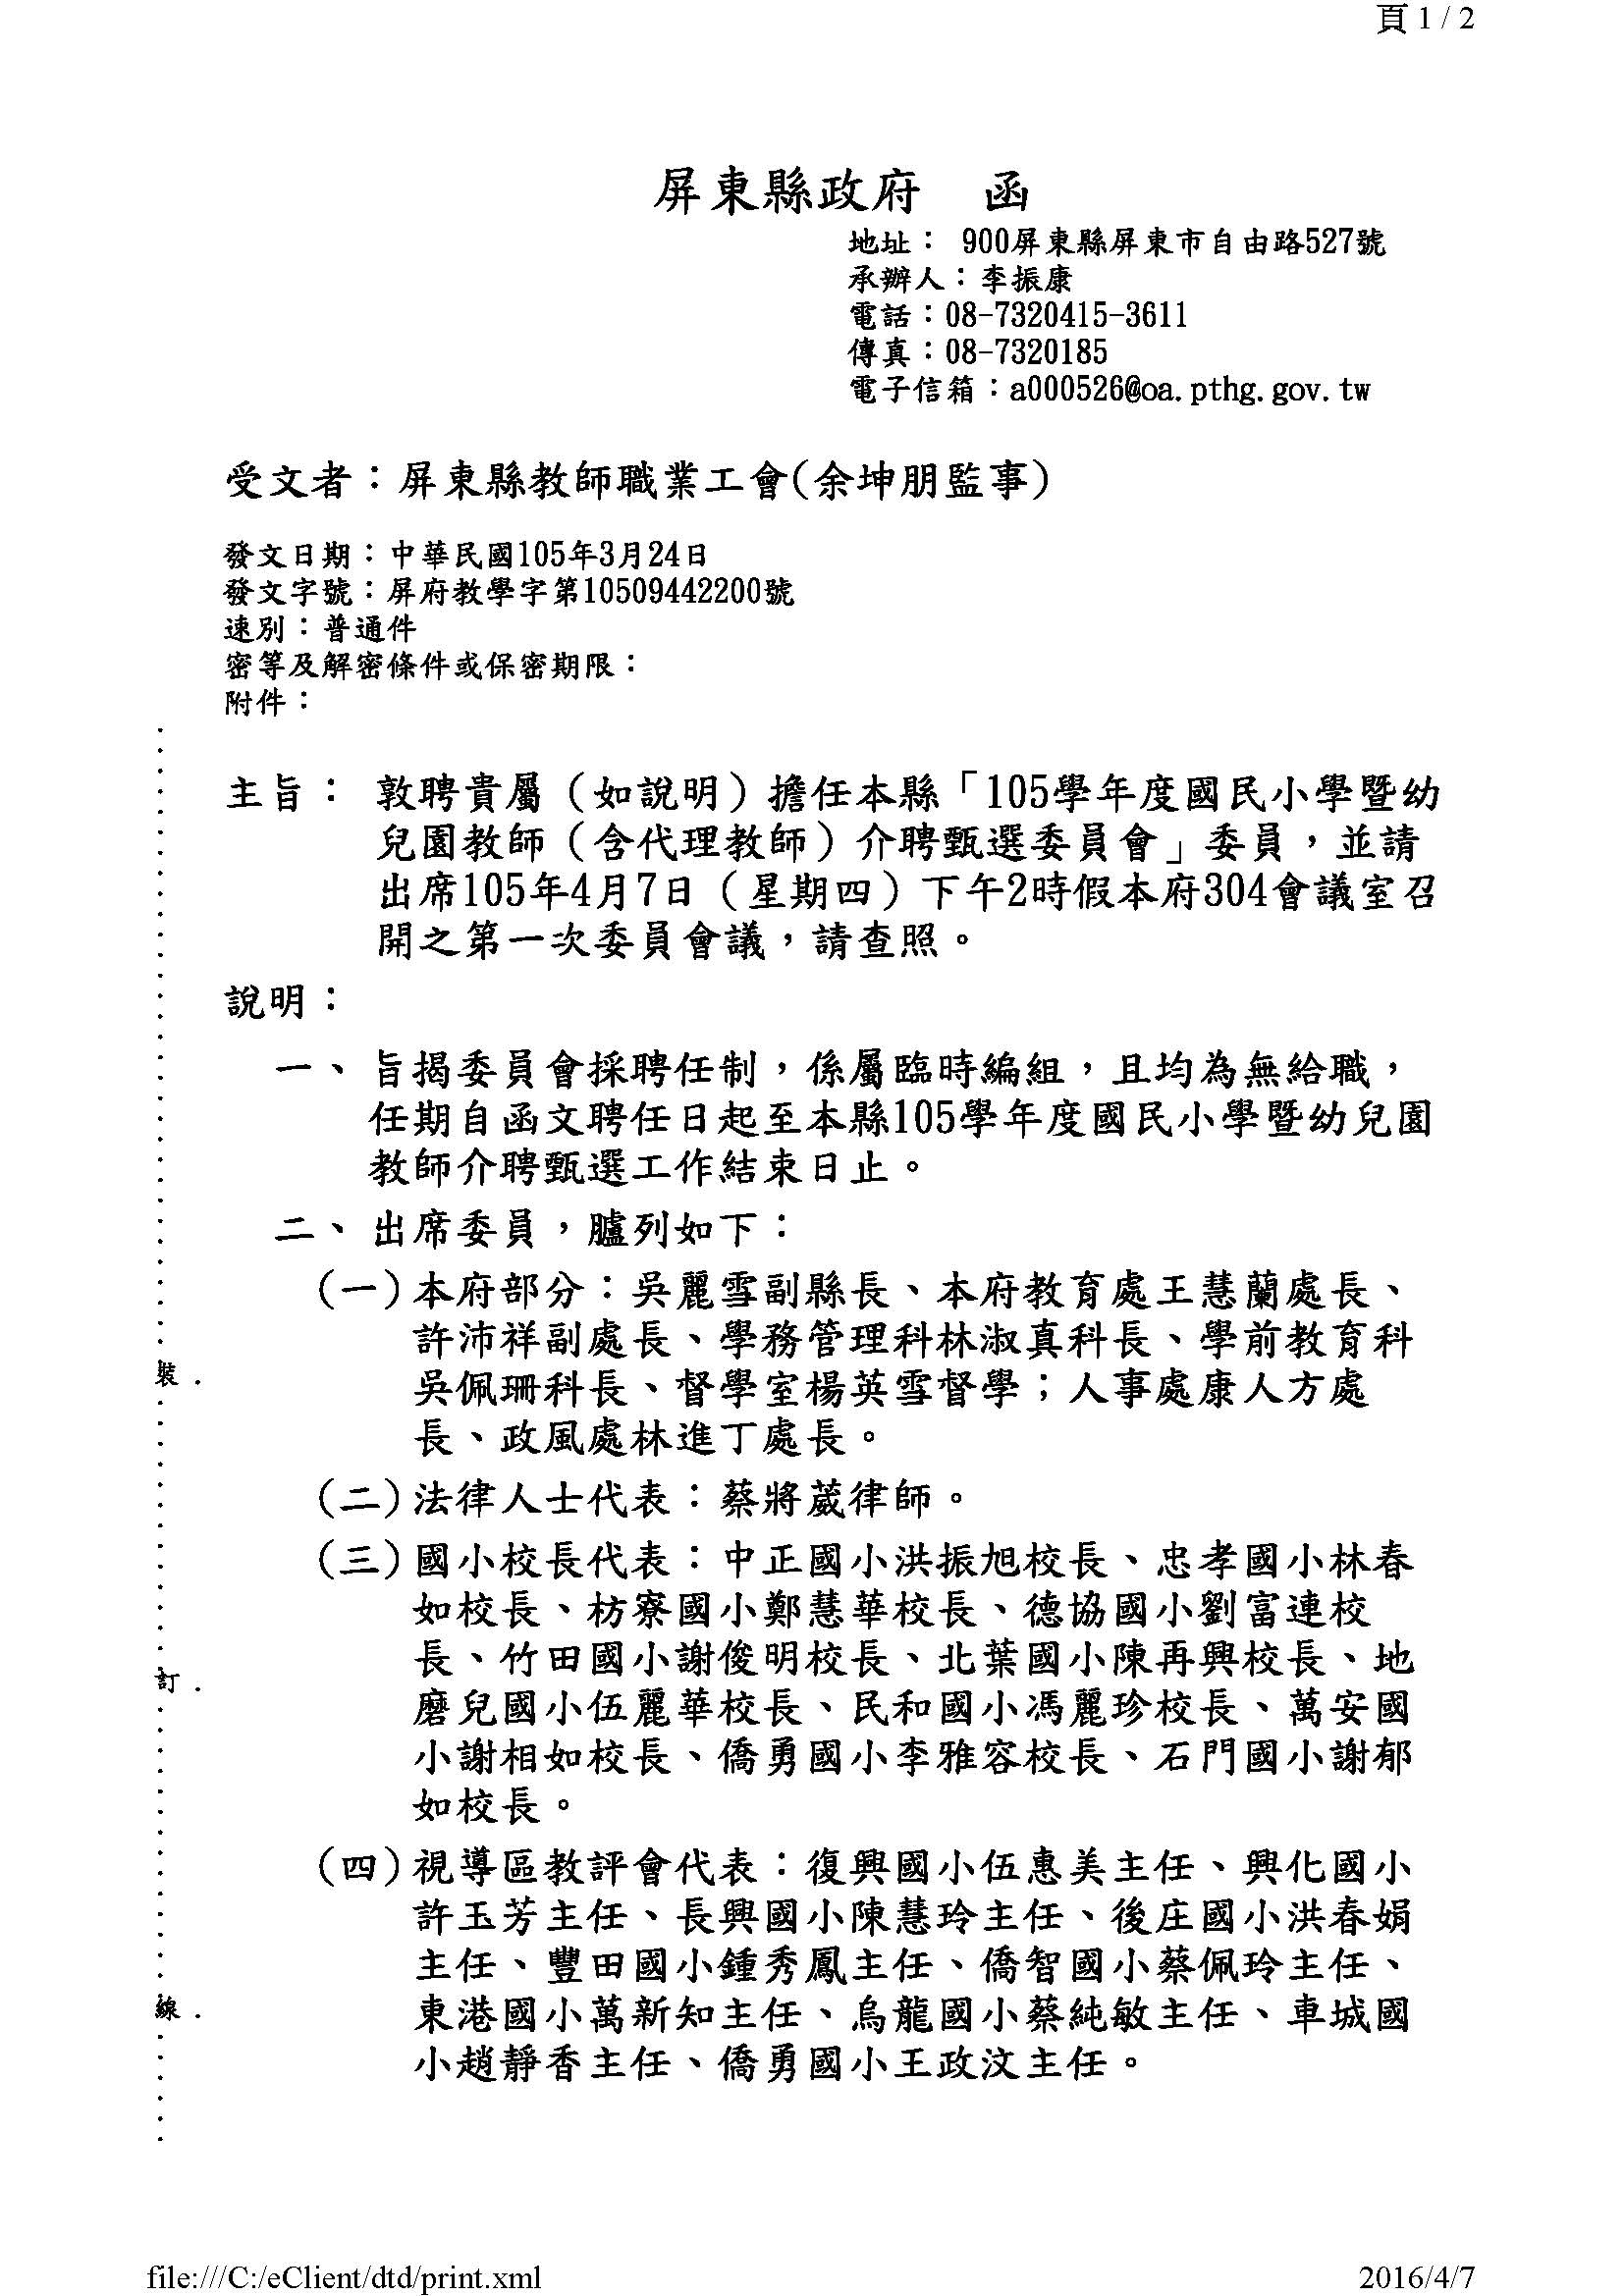 頁 1 / 2
屏東縣政府　函
地址： 900屏東縣屏東市自由路527號
承辦人：李振康
電話：08-7320415-3611
傳真：08-7320185
電子信箱：a000526@oa.pthg.gov.tw
受文者：屏東縣教師職業工會(余坤朋監事)
發文日期：中華民國105年3月24日
發文字號：屏府教學字第10509442200號
速別：普通件
密等及解密條件或保密期限：
附件：
主旨： 敦聘貴屬（如說明）擔任本縣「105學年度國民小學暨幼
兒園教師（含代理教師）介聘甄選委員會」委員，並請
出席105年4月7日（星期四）下午2時假本府304會議室召
開之第一次委員會議，請查照。
說明：
一、 旨揭委員會採聘任制，係屬臨時編組，且均為無給職，
任期自函文聘任日起至本縣105學年度國民小學暨幼兒園
教師介聘甄選工作結束日止。
二、 出席委員，臚列如下：
(一)本府部分：吳麗雪副縣長、本府教育處王慧蘭處長、
許沛祥副處長、學務管理科林淑真科長、學前教育科
裝
吳佩珊科長、督學室楊英雪督學；人事處康人方處
長、政風處林進丁處長。
(二)法律人士代表：蔡將葳律師。
(三)國小校長代表：中正國小洪振旭校長、忠孝國小林春
如校長、枋寮國小鄭慧華校長、德協國小劉富連校
長、竹田國小謝俊明校長、北葉國小陳再興校長、地
訂
磨兒國小伍麗華校長、民和國小馮麗珍校長、萬安國
小謝相如校長、僑勇國小李雅容校長、石門國小謝郁
如校長。
(四)視導區教評會代表：復興國小伍惠美主任、興化國小
許玉芳主任、長興國小陳慧玲主任、後庄國小洪春娟
主任、豐田國小鍾秀鳳主任、僑智國小蔡佩玲主任、
線
東港國小萬新知主任、烏龍國小蔡純敏主任、車城國
小趙靜香主任、僑勇國小王政汶主任。
file:///C:/eClient/dtd/print.xml
2016/4/7